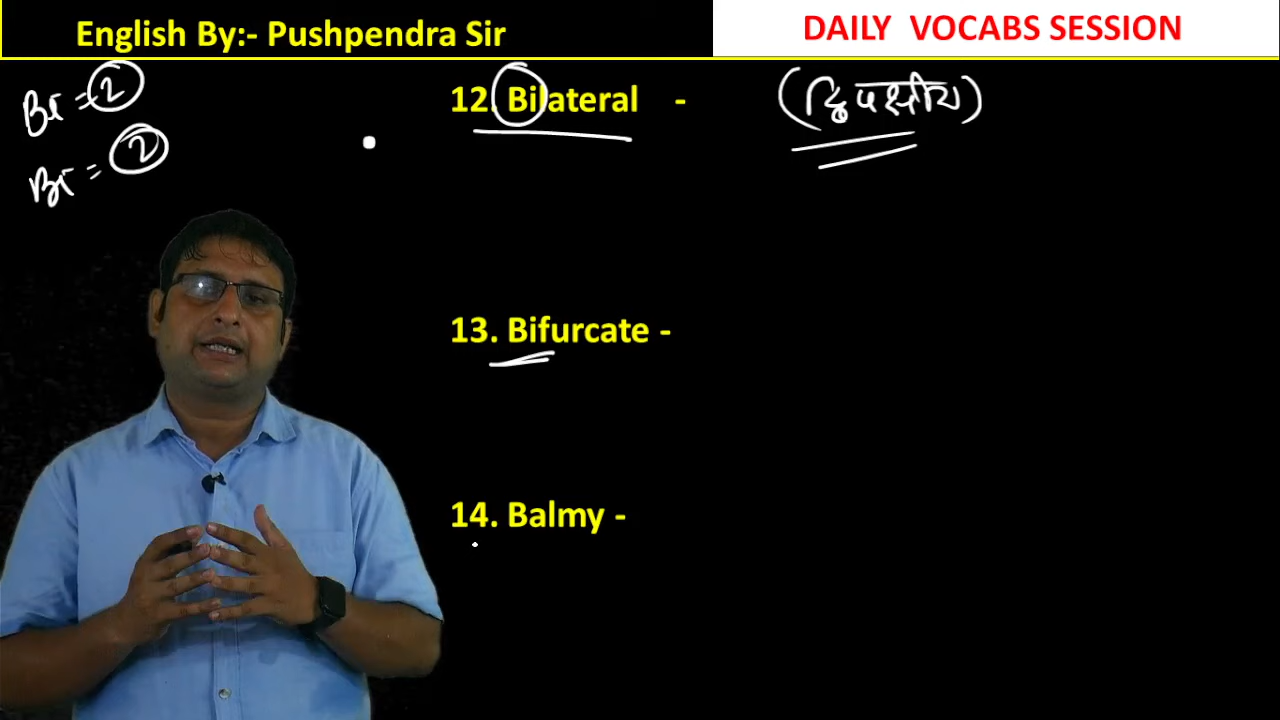 English By:- Pushpendra Sir
DAILY VOCABS SESSION
Bi = 2
Bi = 2
12. Bilateral - (द्विपक्षीय)
13. Bifurcate -
14. Balmy -